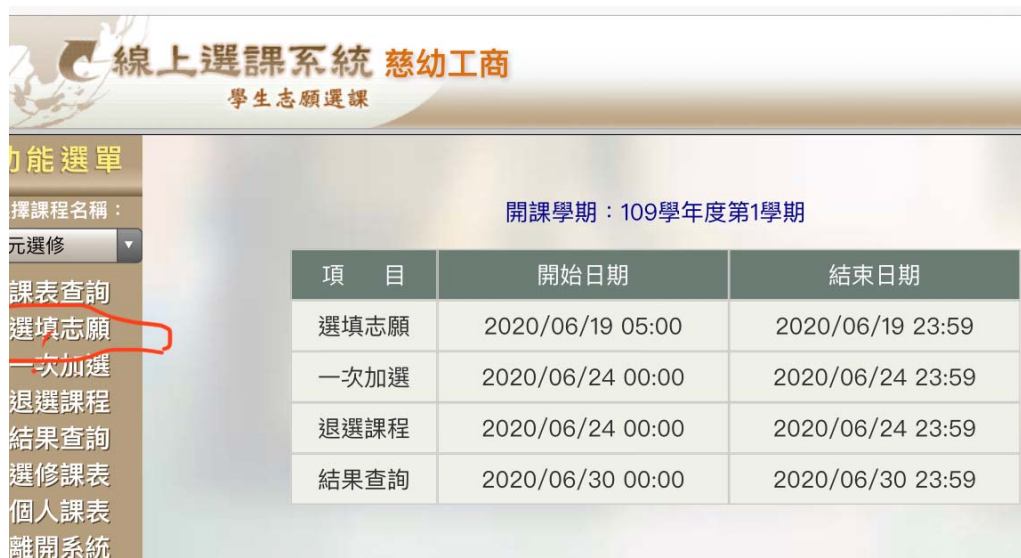 線上選課系統 慈幼工商
學生志願選課
功能選單
擇課程名稱：
元選修
課表查詢
選填志願
一次加選
退選課程
結果查詢
選修課表
個人課表
離開系統
開課學期：109學年度第1學期
項 目 開始日期 結束日期
選填志願 2020/06/19 05:00 2020/06/19 23:59
一次加選 2020/06/24 00:00 2020/06/24 23:59
退選課程 2020/06/24 00:00 2020/06/24 23:59
結果查詢 2020/06/30 00:00 2020/06/30 23:59